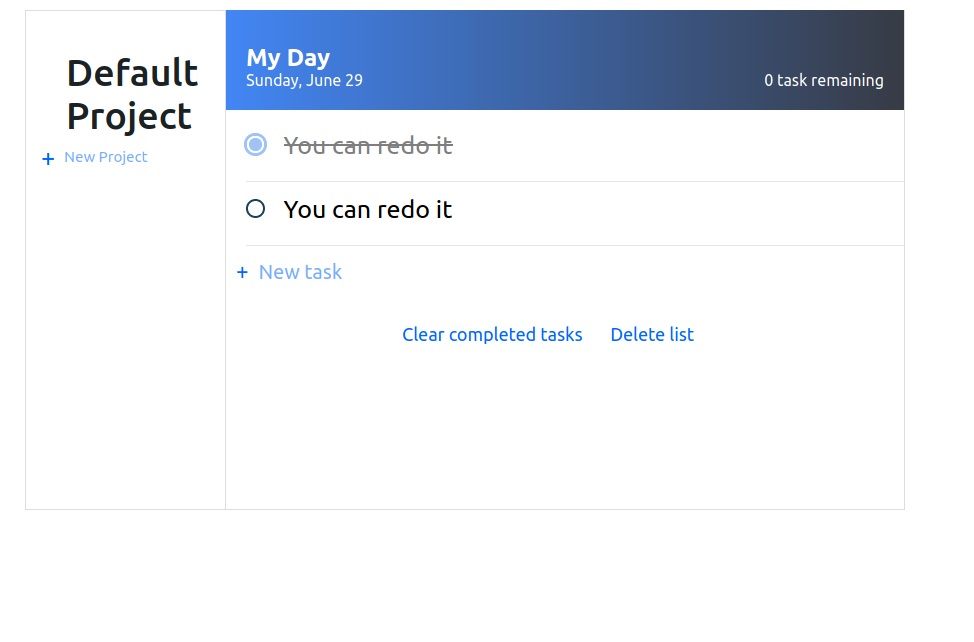 Default
Project
+ New Project
My Day
Sunday, June 29
0 task remaining
You can redo it
You can redo it
+ New task
Clear completed tasks Delete list